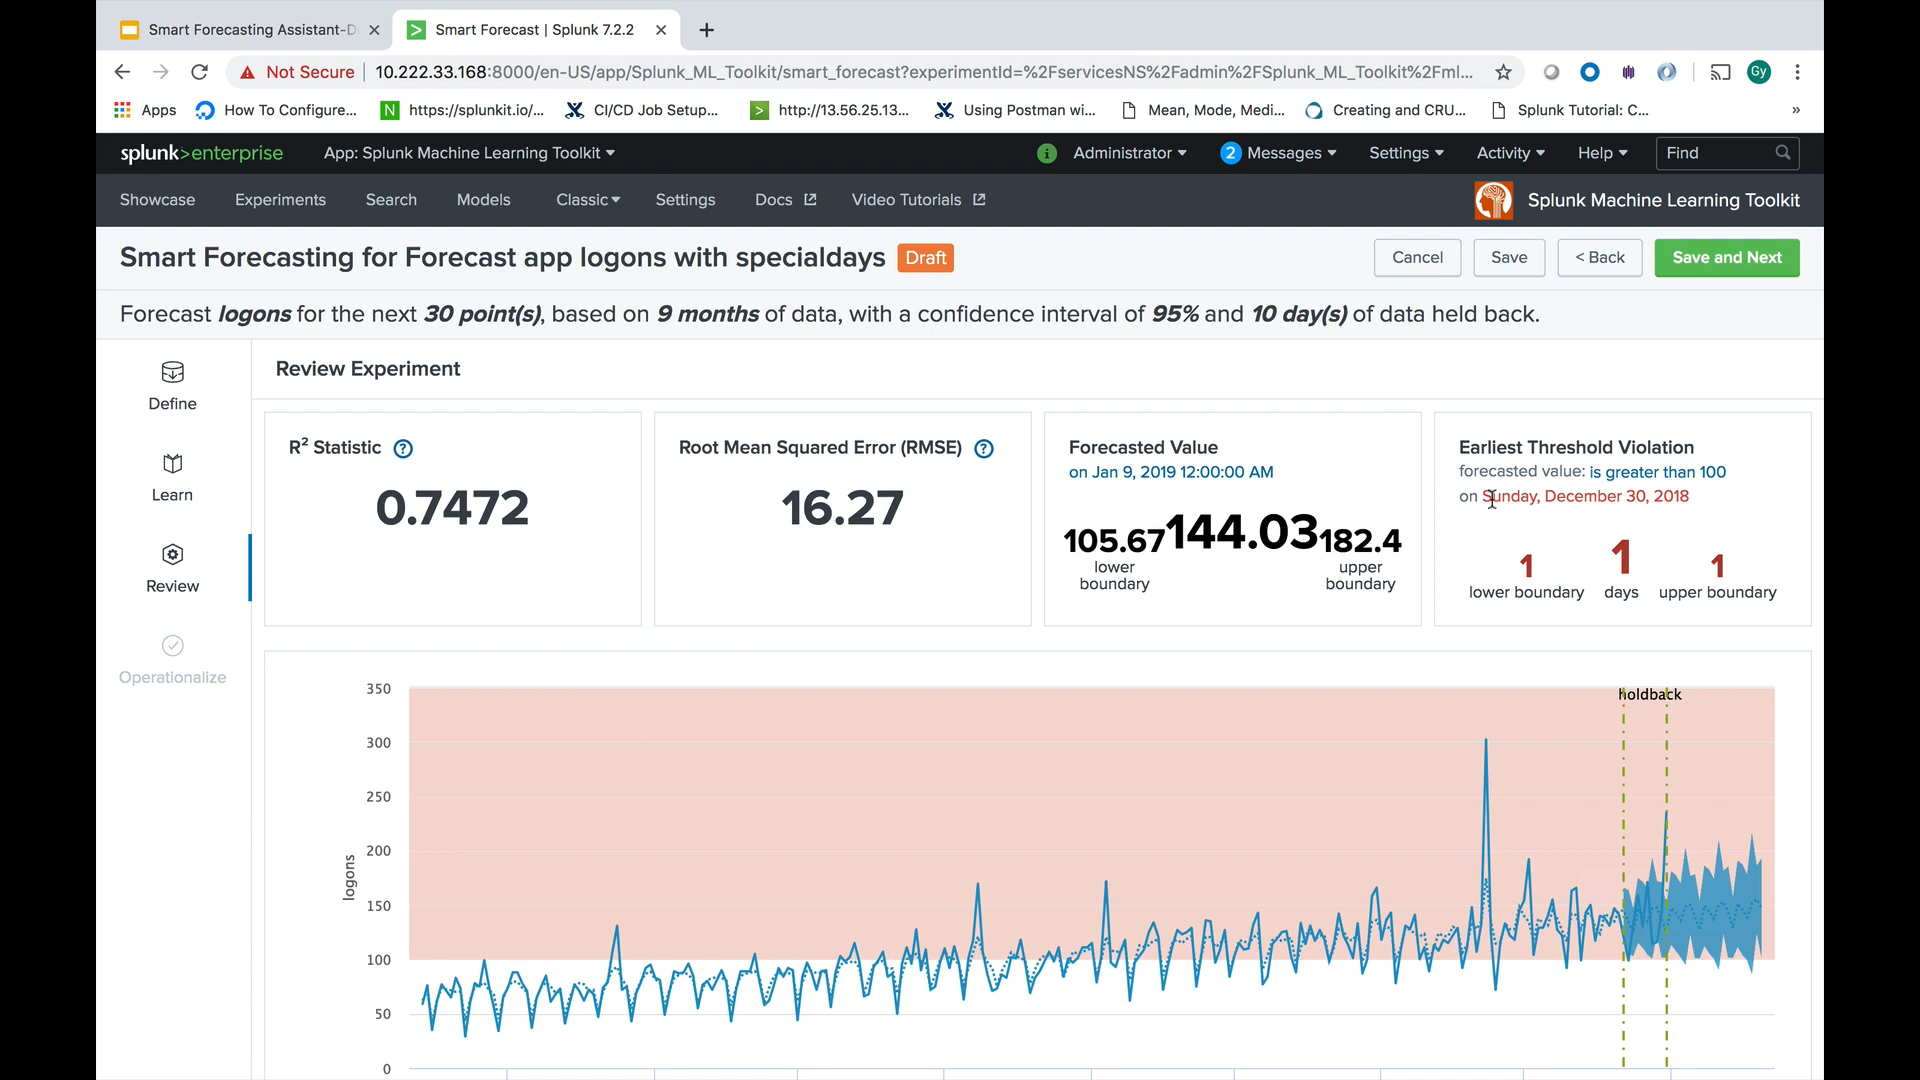 Smart Forecasting Assistant-D
Smart Forecast | Splunk 7.2.2
Not Secure
10.222.33.168:8000/en-US/app/Splunk_ML_Toolkit/smart_forecast?experimentId=%2FservicesNS%2Fadmin%2FSplunk_ML_Toolkit%2Fml...
Gy
Apps
How To Configure...
N
https://splunkit.io/...
CI/CD Job Setup...
http://13.56.25.13...
Using Postman wi...
Mean, Mode, Medi...
Creating and CRU...
Splunk Tutorial: C...
»
splunk>enterprise
App: Splunk Machine Learning Toolkit
i
Administrator
2 Messages
Settings
Activity
Help
Find
Showcase
Experiments
Search
Models
Classic
Settings
Docs
Video Tutorials
Splunk Machine Learning Toolkit
Smart Forecasting for Forecast app logons with specialdays
Draft
Cancel
Save
< Back
Save and Next
Forecast logons for the next 30 point(s), based on 9 months of data, with a confidence interval of 95% and 10 day(s) of data held back.
Define
Learn
Review
Operationalize
Review Experiment
R² Statistic ?
0.7472
Root Mean Squared Error (RMSE) ?
16.27
Forecasted Value
on Jan 9, 2019 12:00:00 AM
105.67 144.03 182.4
lower boundary
upper boundary
Earliest Threshold Violation
forecasted value: is greater than 100
on Sunday, December 30, 2018
1 1 1
lower boundary days upper boundary
holdback
350
300
250
200
150
100
50
0
logons